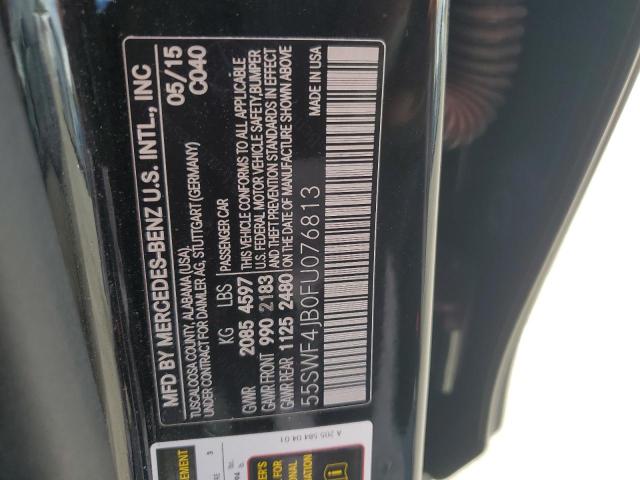 MFD BY MERCEDES-BENZ U.S. INTL., INC
05/15
TUSCALOOSA COUNTY, ALABAMA (USA),
C040
UNDER CONTRACT FOR DAIMLER AG, STUTTGART (GERMANY)
PASSENGER CAR
KG LBS
GVWR 2085 4597
GAWR FRONT 990 2183
GAWR REAR 1125 2480
THIS VEHICLE CONFORMS TO ALL APPLICABLE
U.S. FEDERAL MOTOR VEHICLE SAFETY, BUMPER
AND THEFT PREVENTION STANDARDS IN EFFECT
ON THE DATE OF MANUFACTURE SHOWN ABOVE
MADE IN USA
55SWF4JB0FU076813
A 205 584 04 01